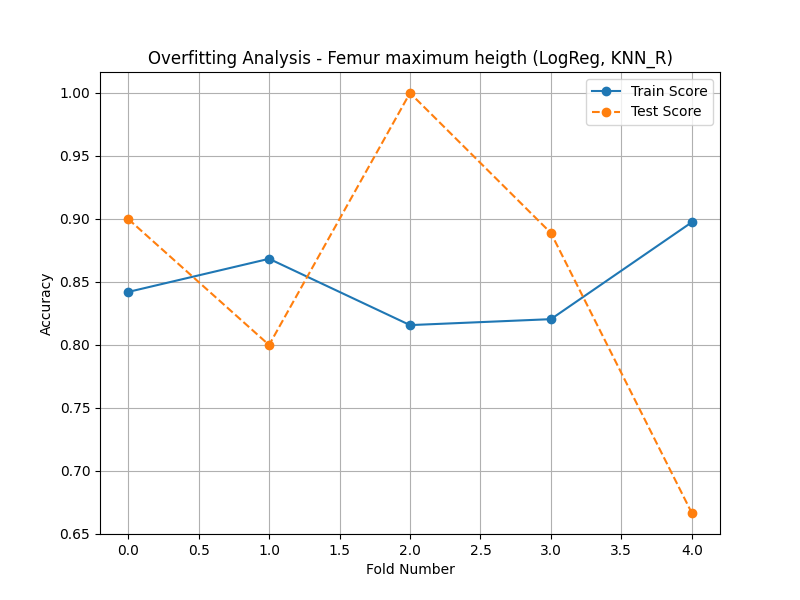 Overfitting Analysis - Femur maximum heigth (LogReg, KNN_R)
Train Score
Test Score
1.00
0.95
0.90
0.85
0.80
0.75
0.70
0.65
Accuracy
0.0 0.5 1.0 1.5 2.0 2.5 3.0 3.5 4.0
Fold Number